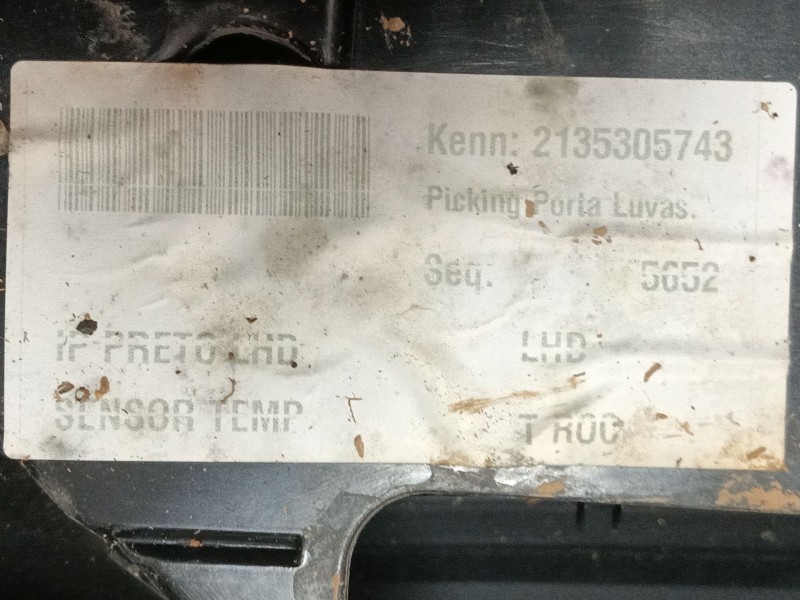 Kenn: 2135305743
Picking Porta Luvas.
Seq: 5652
IP PRETO LHD LHD
SENSOR TEMP T ROC